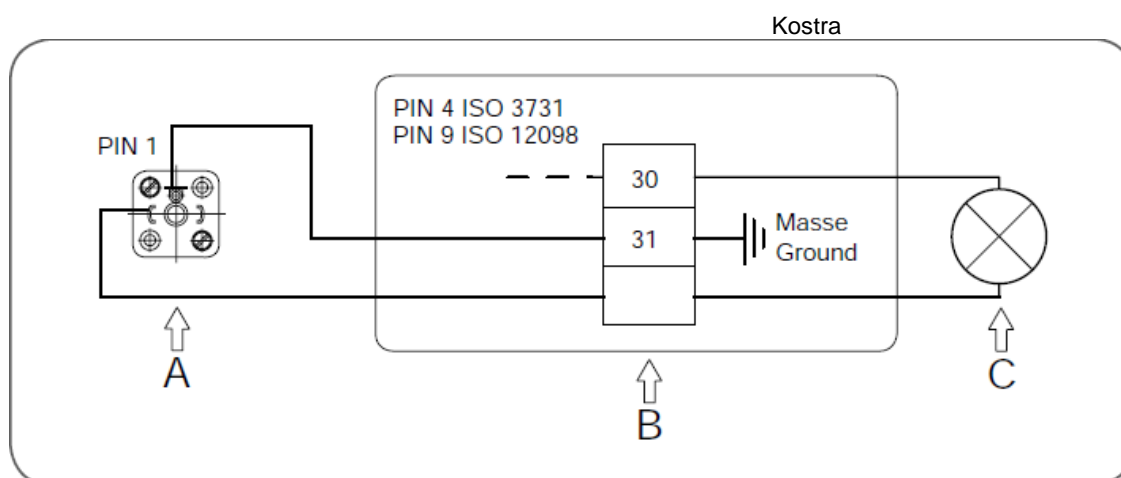 Kostra
PIN 4 ISO 3731
PIN 9 ISO 12098
PIN 1
30
31
Masse
Ground
A
B
C